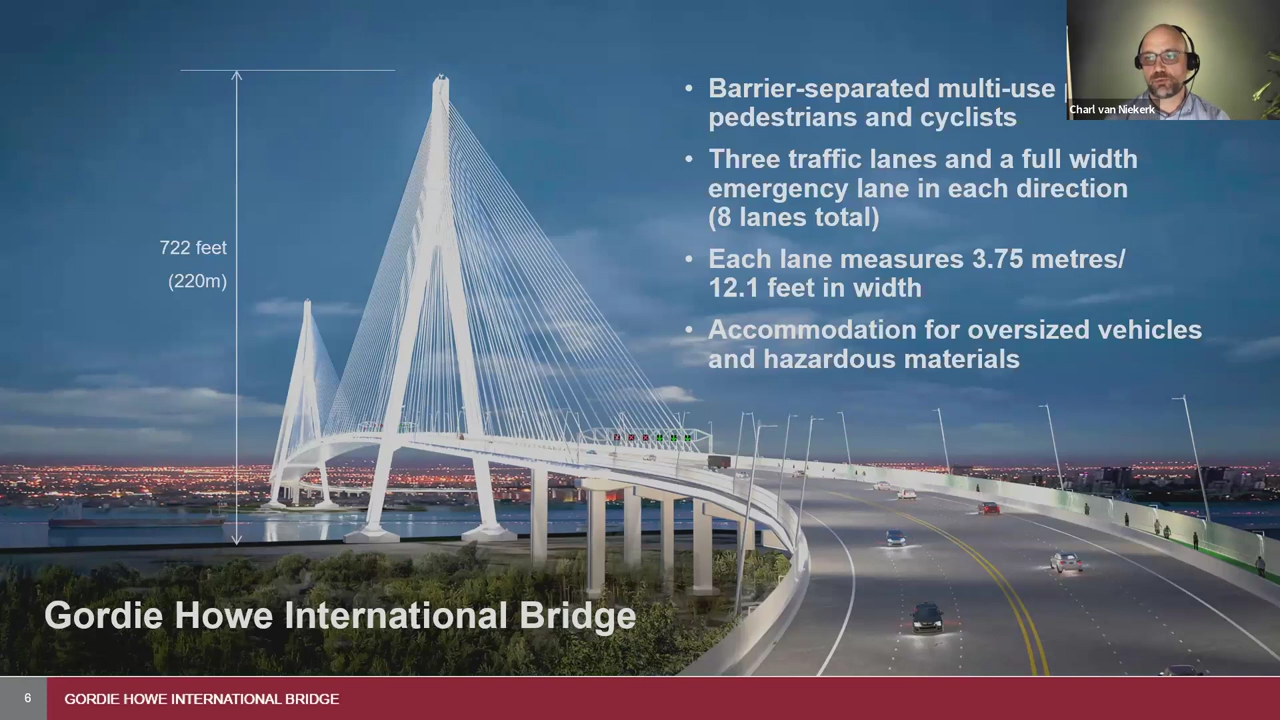 Barrier-separated multi-use
pedestrians and cyclists
Three traffic lanes and a full width
emergency lane in each direction
(8 lanes total)
Each lane measures 3.75 metres/
12.1 feet in width
Accommodation for oversized vehicles
and hazardous materials
Charl van Niekerk
722 feet
(220m)
Gordie Howe International Bridge
6
GORDIE HOWE INTERNATIONAL BRIDGE